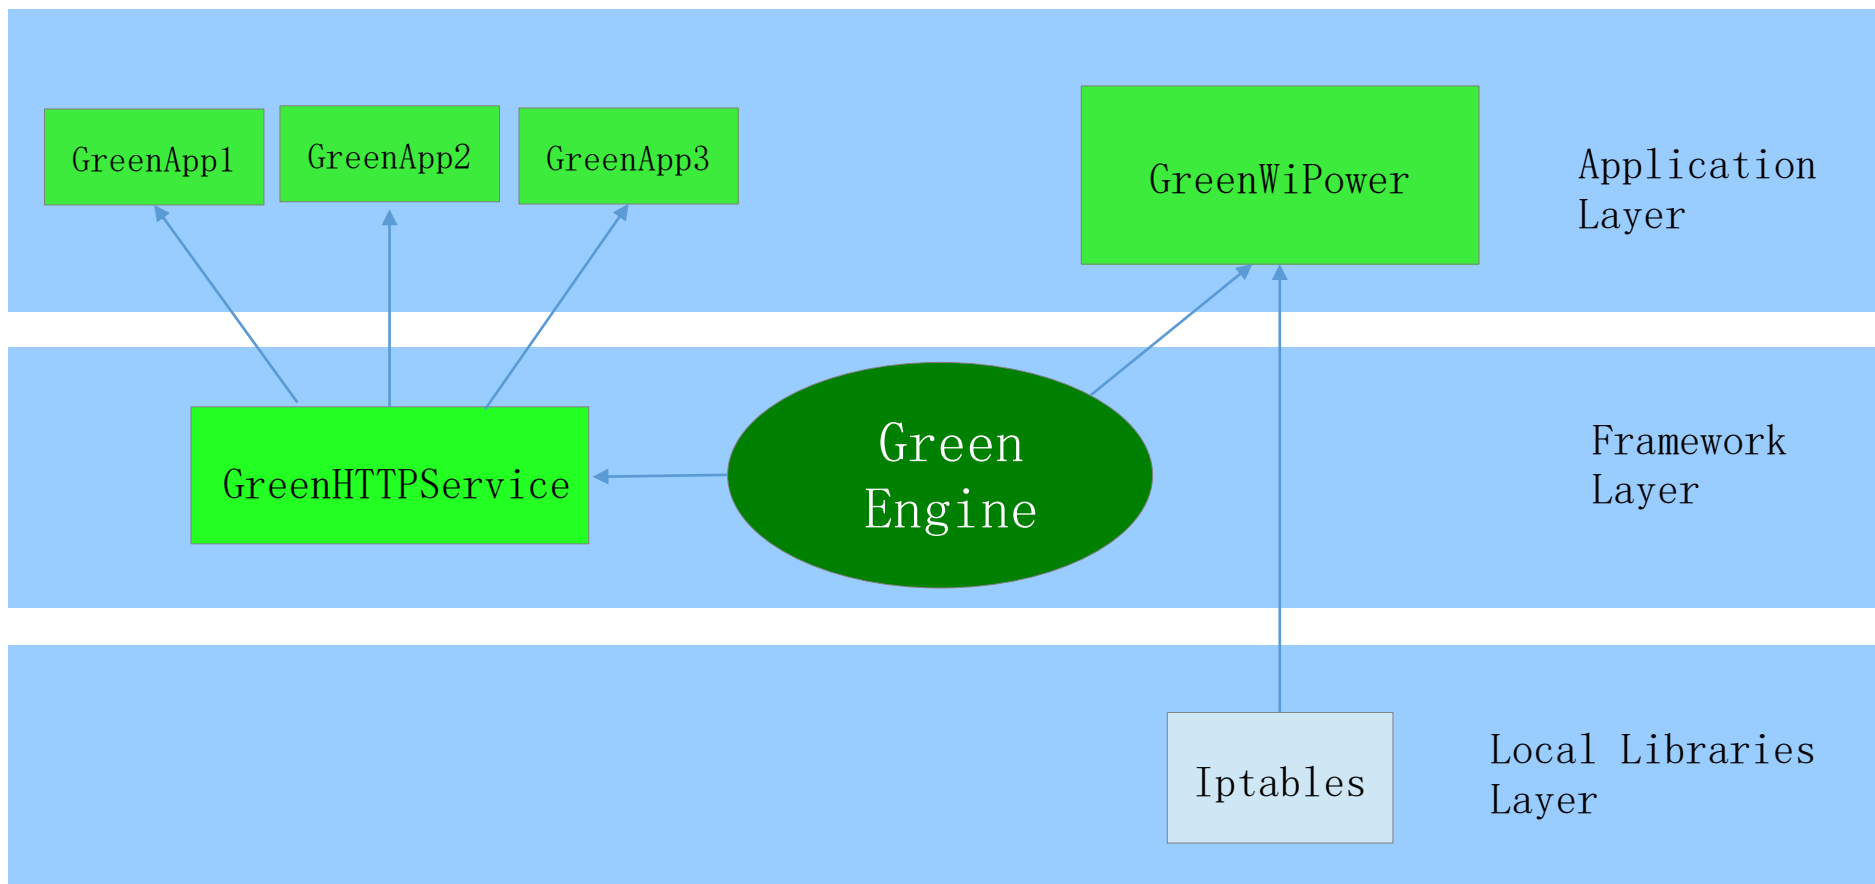 GreenApp1
GreenApp2
GreenApp3
GreenWiPower
Application
Layer
GreenHTTPService
Green
Engine
Framework
Layer
Iptables
Local Libraries
Layer